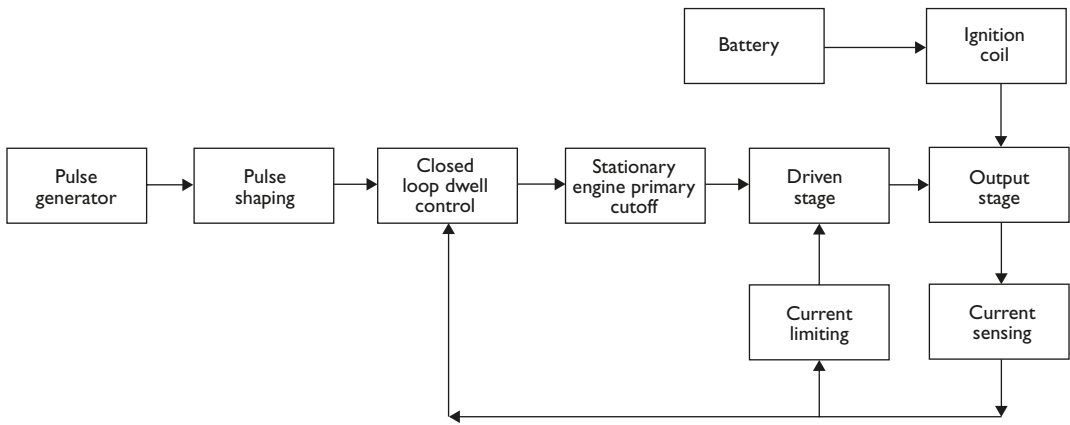 Battery
Ignition
coil
Pulse
generator
Pulse
shaping
Closed
loop dwell
control
Stationary
engine primary
cutoff
Driven
stage
Output
stage
Current
limiting
Current
sensing